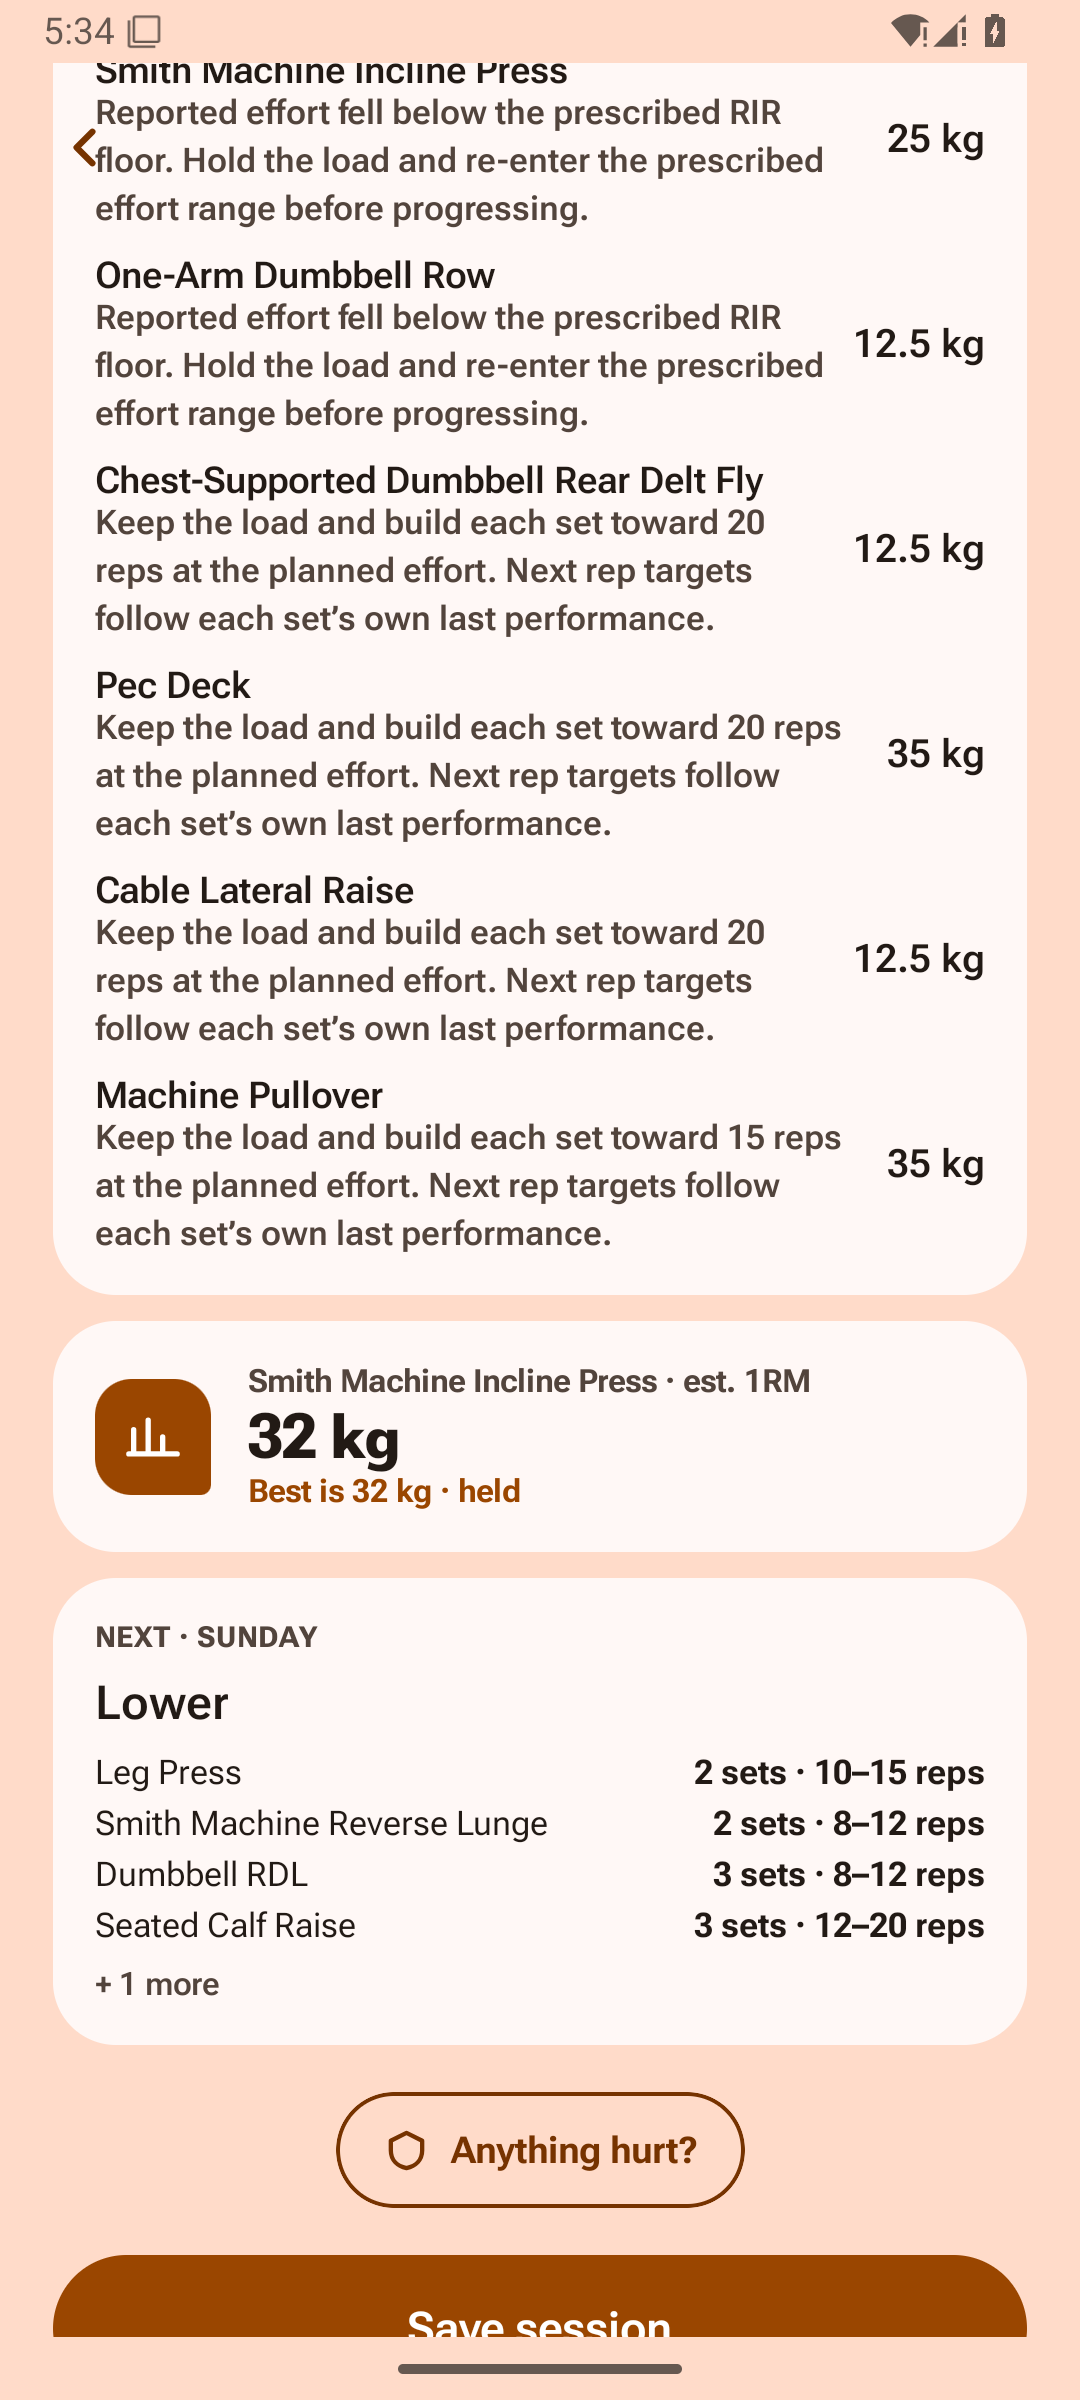 5:34
Smith Machine Incline Press
Reported effort fell below the prescribed RIR
floor. Hold the load and re-enter the prescribed
effort range before progressing.
25 kg
One-Arm Dumbbell Row
Reported effort fell below the prescribed RIR
floor. Hold the load and re-enter the prescribed
effort range before progressing.
12.5 kg
Chest-Supported Dumbbell Rear Delt Fly
Keep the load and build each set toward 20
reps at the planned effort. Next rep targets
follow each set’s own last performance.
12.5 kg
Pec Deck
Keep the load and build each set toward 20 reps
at the planned effort. Next rep targets follow
each set’s own last performance.
35 kg
Cable Lateral Raise
Keep the load and build each set toward 20
reps at the planned effort. Next rep targets
follow each set’s own last performance.
12.5 kg
Machine Pullover
Keep the load and build each set toward 15 reps
at the planned effort. Next rep targets follow
each set’s own last performance.
35 kg
Smith Machine Incline Press · est. 1RM
32 kg
Best is 32 kg · held
NEXT · SUNDAY
Lower
Leg Press 2 sets · 10–15 reps
Smith Machine Reverse Lunge 2 sets · 8–12 reps
Dumbbell RDL 3 sets · 8–12 reps
Seated Calf Raise 3 sets · 12–20 reps
+ 1 more
Anything hurt?
Save session